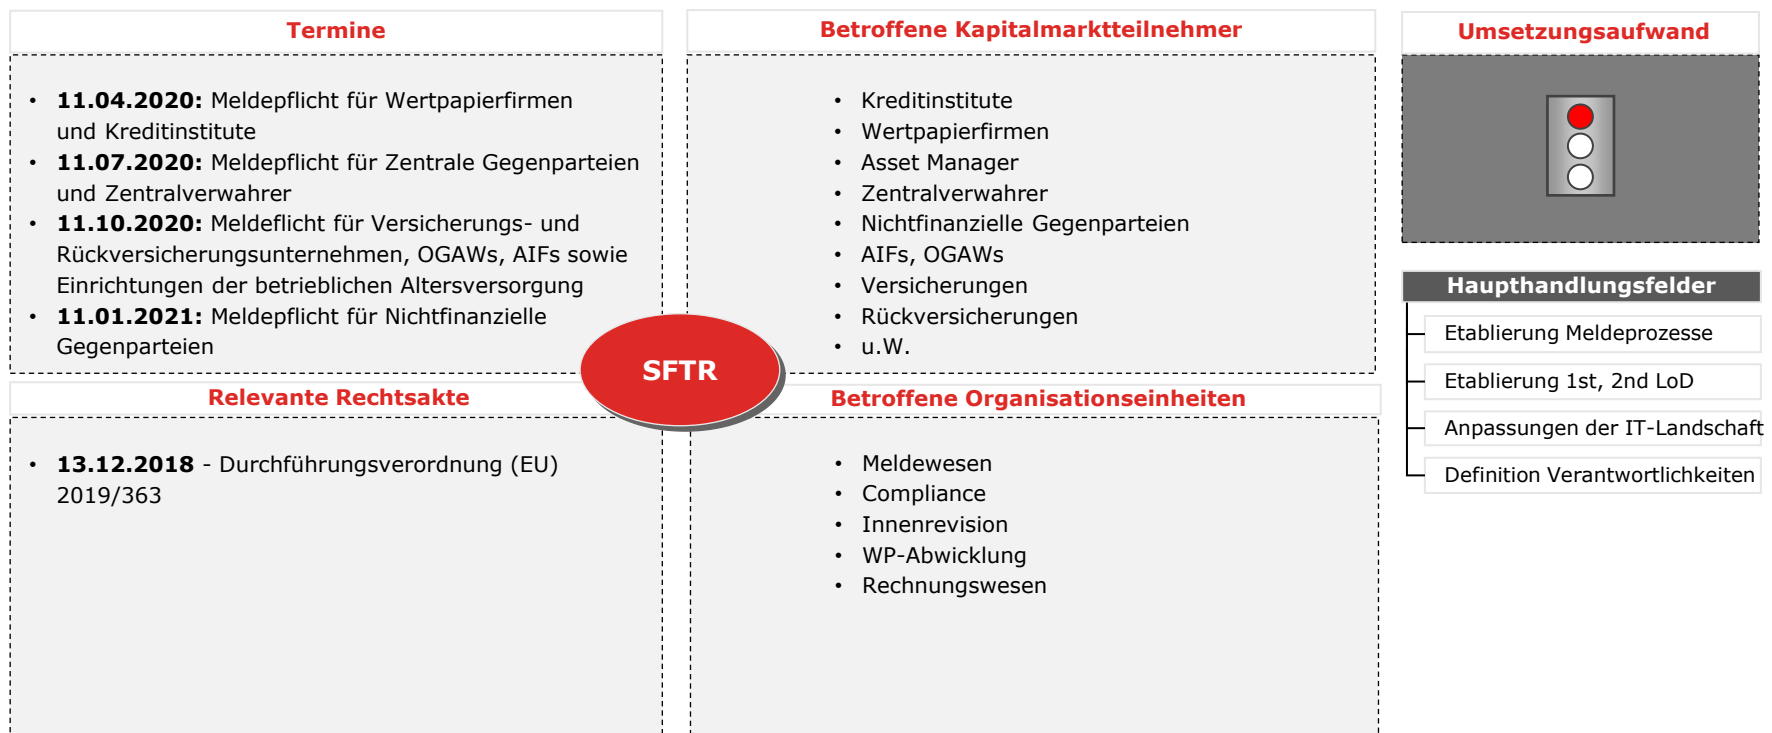 Termine
• 11.04.2020: Meldepflicht für Wertpapierfirmen
und Kreditinstitute
• 11.07.2020: Meldepflicht für Zentrale Gegenparteien
und Zentralverwahrer
• 11.10.2020: Meldeflicht für Versicherungs- und
Rückversicherungsunternehmen, OGAWs, AIFs sowie
Einrichtungen der betrieblichen Altersversorgung
• 11.01.2021: Meldepflicht für Nichtfinanzielle
Gegenparteien
Betroffene Kapitalmarktteilnehmer
• Kreditinstitute
• Wertpapierfirmen
• Asset Manager
• Zentralverwahrer
• Nichtfinanzielle Gegenparteien
• AIFs, OGAWs
• Versicherungen
• Rückversicherungen
• u.W.
SFTR
Relevante Rechtsakte
• 13.12.2018 - Durchführungsverordnung (EU)
2019/363
Betroffene Organisationseinheiten
• Meldewesen
• Compliance
• Innenrevision
• WP-Abwicklung
• Rechnungswesen
Umsetzungsaufwand
Haupthandlungsfelder
Etablierung Meldeprozesse
Etablierung 1st, 2nd LoD
Anpassungen der IT-Landschaft
Definition Verantwortlichkeiten